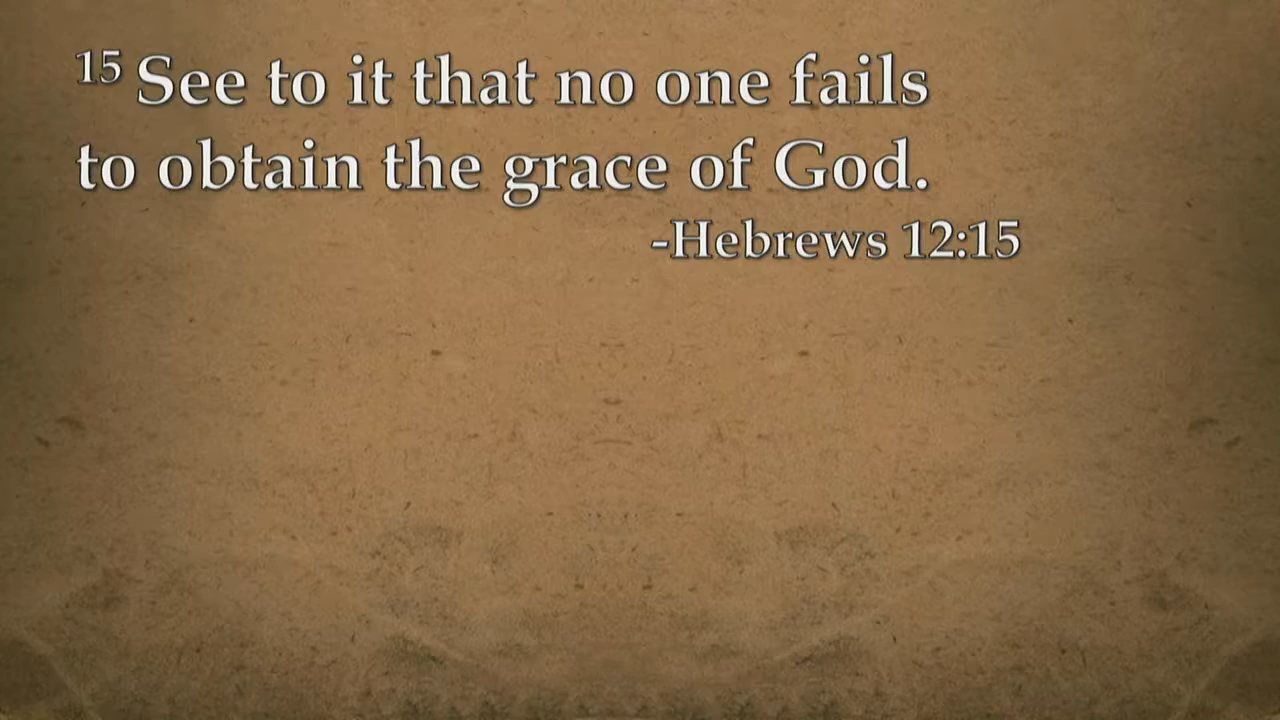 15 See to it that no one fails
to obtain the grace of God.
-Hebrews 12:15